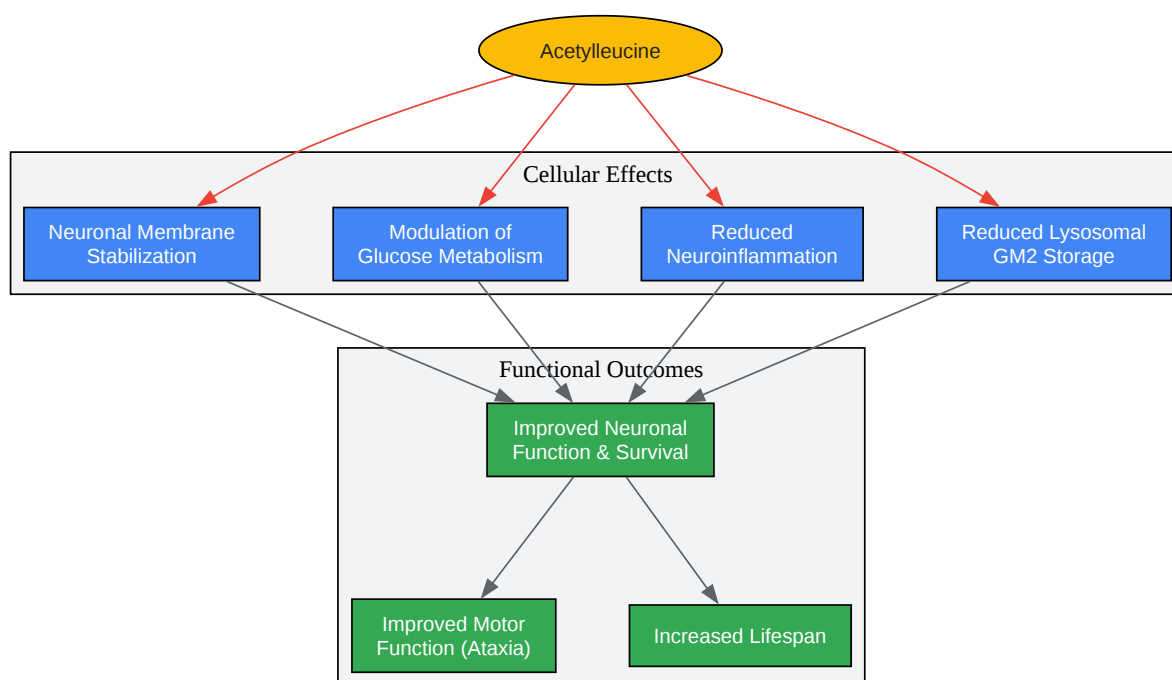 Acetylleucine
Cellular Effects
Neuronal Membrane
Stabilization
Modulation of
Glucose Metabolism
Reduced
Neuroinflammation
Reduced Lysosomal
GM2 Storage
Functional Outcomes
Improved Neuronal
Function & Survival
Improved Motor
Function (Ataxia)
Increased Lifespan